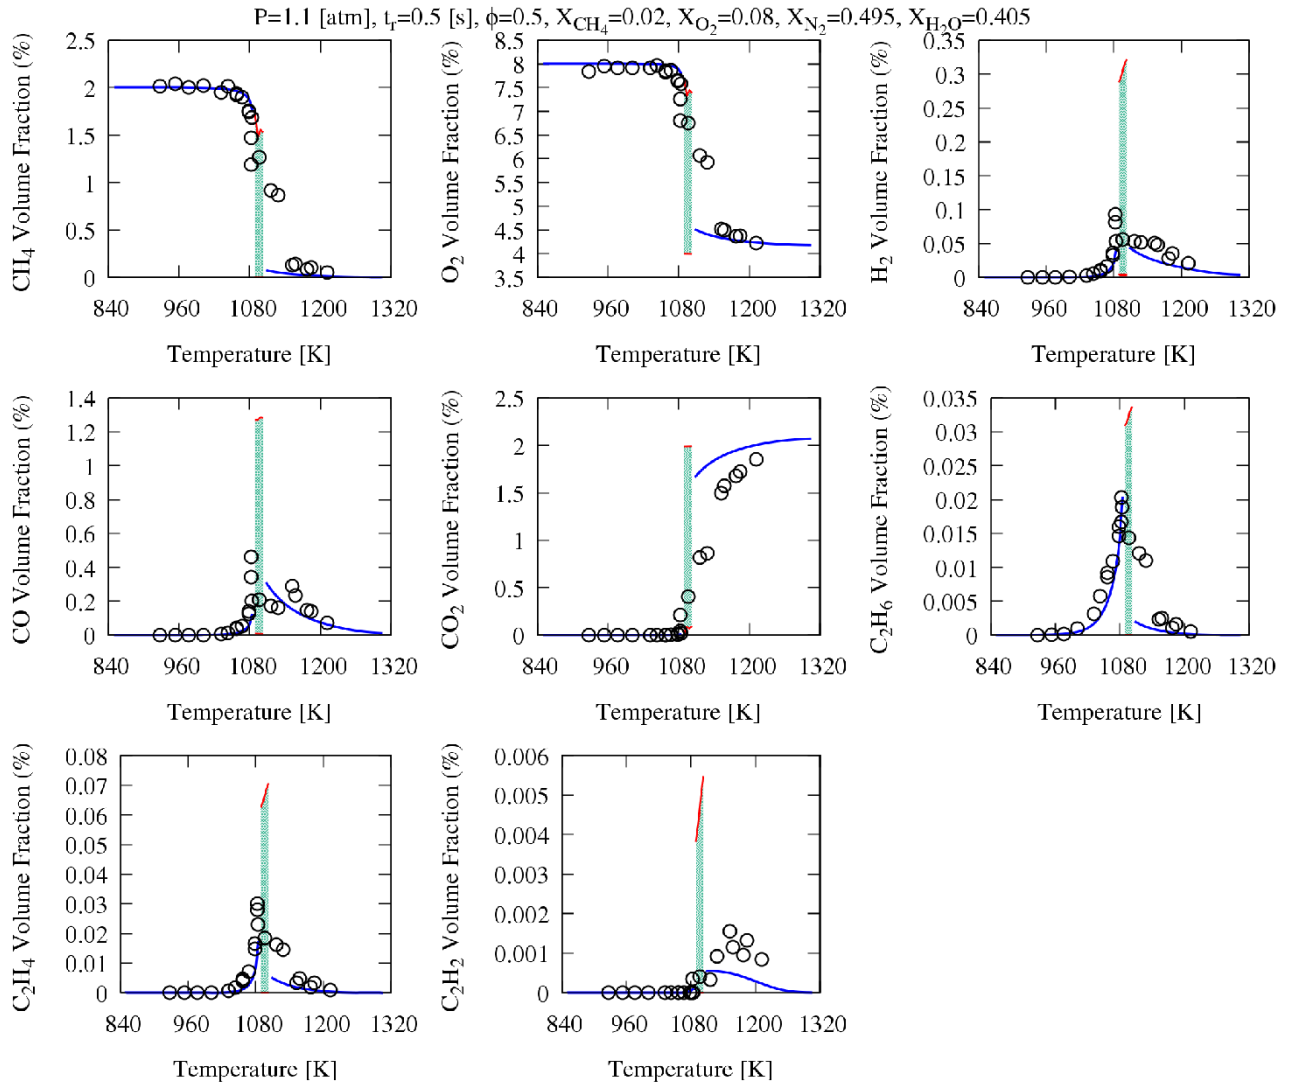 P=1.1 [atm], t_r=0.5 [s], ϕ=0.5, X_CH4=0.02, X_O2=0.08, X_N2=0.495, X_H2O=0.405
CH4 Volume Fraction (%)
2.5
2
1.5
1
0.5
0
840 960 1080 1200 1320
Temperature [K]
O2 Volume Fraction (%)
8.5
8
7.5
7
6.5
6
5.5
5
4.5
4
3.5
840 960 1080 1200 1320
Temperature [K]
H2 Volume Fraction (%)
0.35
0.3
0.25
0.2
0.15
0.1
0.05
0
840 960 1080 1200 1320
Temperature [K]
CO Volume Fraction (%)
1.4
1.2
1
0.8
0.6
0.4
0.2
0
840 960 1080 1200 1320
Temperature [K]
CO2 Volume Fraction (%)
2.5
2
1.5
1
0.5
0
840 960 1080 1200 1320
Temperature [K]
C2H6 Volume Fraction (%)
0.035
0.03
0.025
0.02
0.015
0.01
0.005
0
840 960 1080 1200 1320
Temperature [K]
C2H4 Volume Fraction (%)
0.08
0.07
0.06
0.05
0.04
0.03
0.02
0.01
0
840 960 1080 1200 1320
Temperature [K]
C2H2 Volume Fraction (%)
0.006
0.005
0.004
0.003
0.002
0.001
0
840 960 1080 1200 1320
Temperature [K]